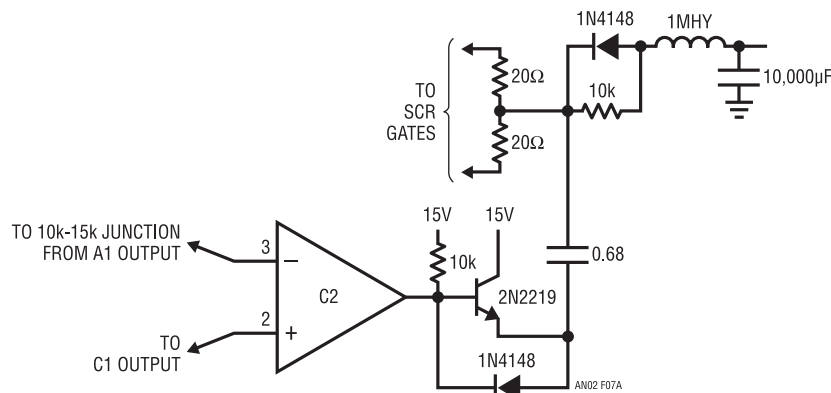 1N4148
1MHY
10,000µF
10k
20Ω
20Ω
TO
SCR
GATES
15V
15V
10k
TO 10k-15k JUNCTION
FROM A1 OUTPUT
3
−
C2
2
+
TO
C1 OUTPUT
2N2219
0.68
1N4148
AN02 F07A